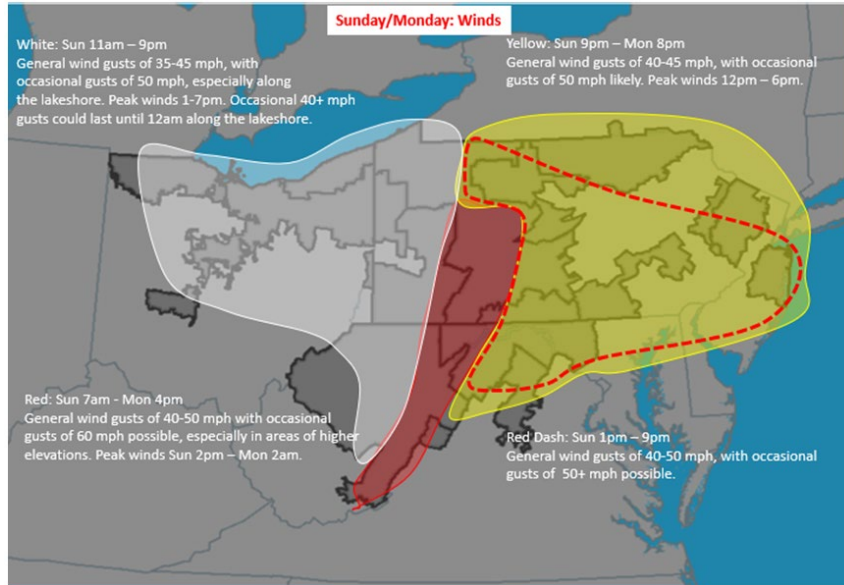 Sunday/Monday: Winds
White: Sun 11am – 9pm
General wind gusts of 35-45 mph, with
occasional gusts of 50 mph, especially along
the lakeshore. Peak winds 1-7pm. Occasional 40+ mph
gusts could last until 12am along the lakeshore.
Yellow: Sun 9pm – Mon 8pm
General wind gusts of 40-45 mph, with occasional
gusts of 50 mph likely. Peak winds 12pm – 6pm.
Red: Sun 7am - Mon 4pm
General wind gusts of 40-50 mph with occasional
gusts of 60 mph possible, especially in areas of higher
elevations. Peak winds Sun 2pm – Mon 2am.
Red Dash: Sun 1pm – 9pm
General wind gusts of 40-50 mph, with occasional
gusts of 50+ mph possible.